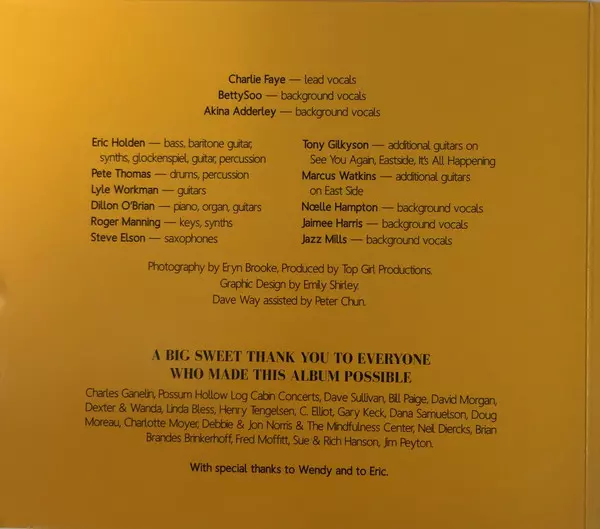 Charlie Faye — lead vocals
BettySoo — background vocals
Akina Adderley — background vocals
Eric Holden — bass, baritone guitar,
synths, glockenspiel, guitar, percussion
Pete Thomas — drums, percussion
Lyle Workman — guitars
Dillon O'Brian — piano, organ, guitars
Roger Manning — keys, synths
Steve Elson — saxophones
Tony Gilkyson — additional guitars on
See You Again, Eastside, It's All Happening
Marcus Watkins — additional guitars
on East Side
Nœlle Hampton — background vocals
Jaimee Harris — background vocals
Jazz Mills — background vocals
Photography by Eryn Brooke, Produced by Top Girl Productions.
Graphic Design by Emily Shirley.
Dave Way assisted by Peter Chun.
A BIG SWEET THANK YOU TO EVERYONE
WHO MADE THIS ALBUM POSSIBLE
Charles Ganelin, Possum Hollow Log Cabin Concerts, Dave Sullivan, Bill Paige, David Morgan,
Dexter & Wanda, Linda Bless, Henry Tengelsen, C. Elliot, Gary Keck, Dana Samuelson, Doug
Moreau, Charlotte Moyer, Debbie & Jon Norris & The Mindfulness Center, Neil Diercks, Brian
Brandes Brinkerhoff, Fred Moffitt, Sue & Rich Hanson, Jim Peyton.
With special thanks to Wendy and to Eric.